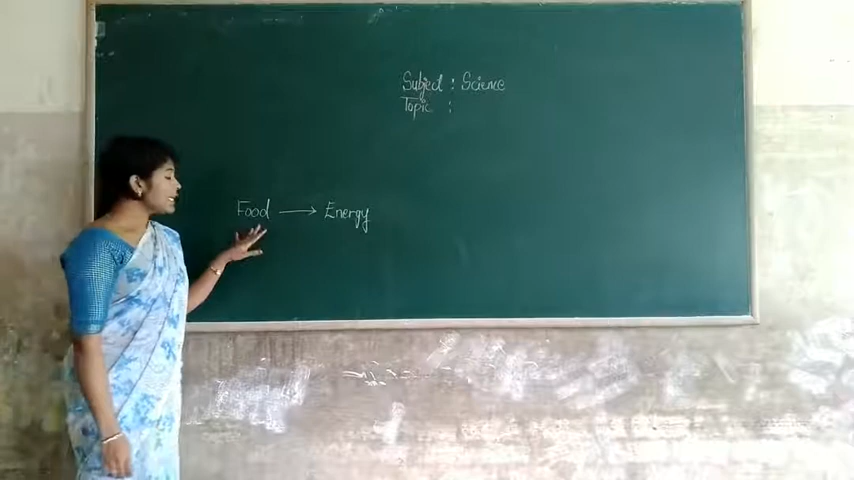 Subject : Science
Topic :
Food → Energy